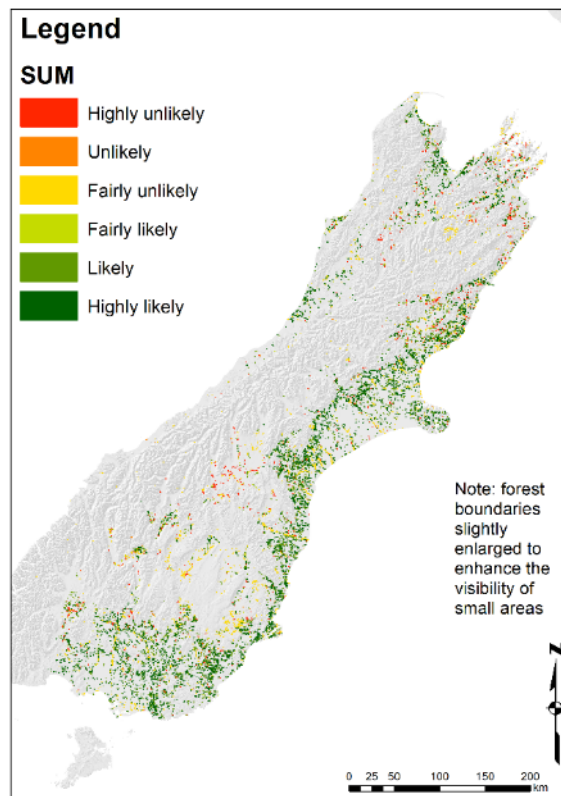 Legend
SUM
Highly unlikely
Unlikely
Fairly unlikely
Fairly likely
Likely
Highly likely
Note: forest
boundaries
slightly
enlarged to
enhance the
visibility of
small areas
N
0 25 50 100 150 200
km